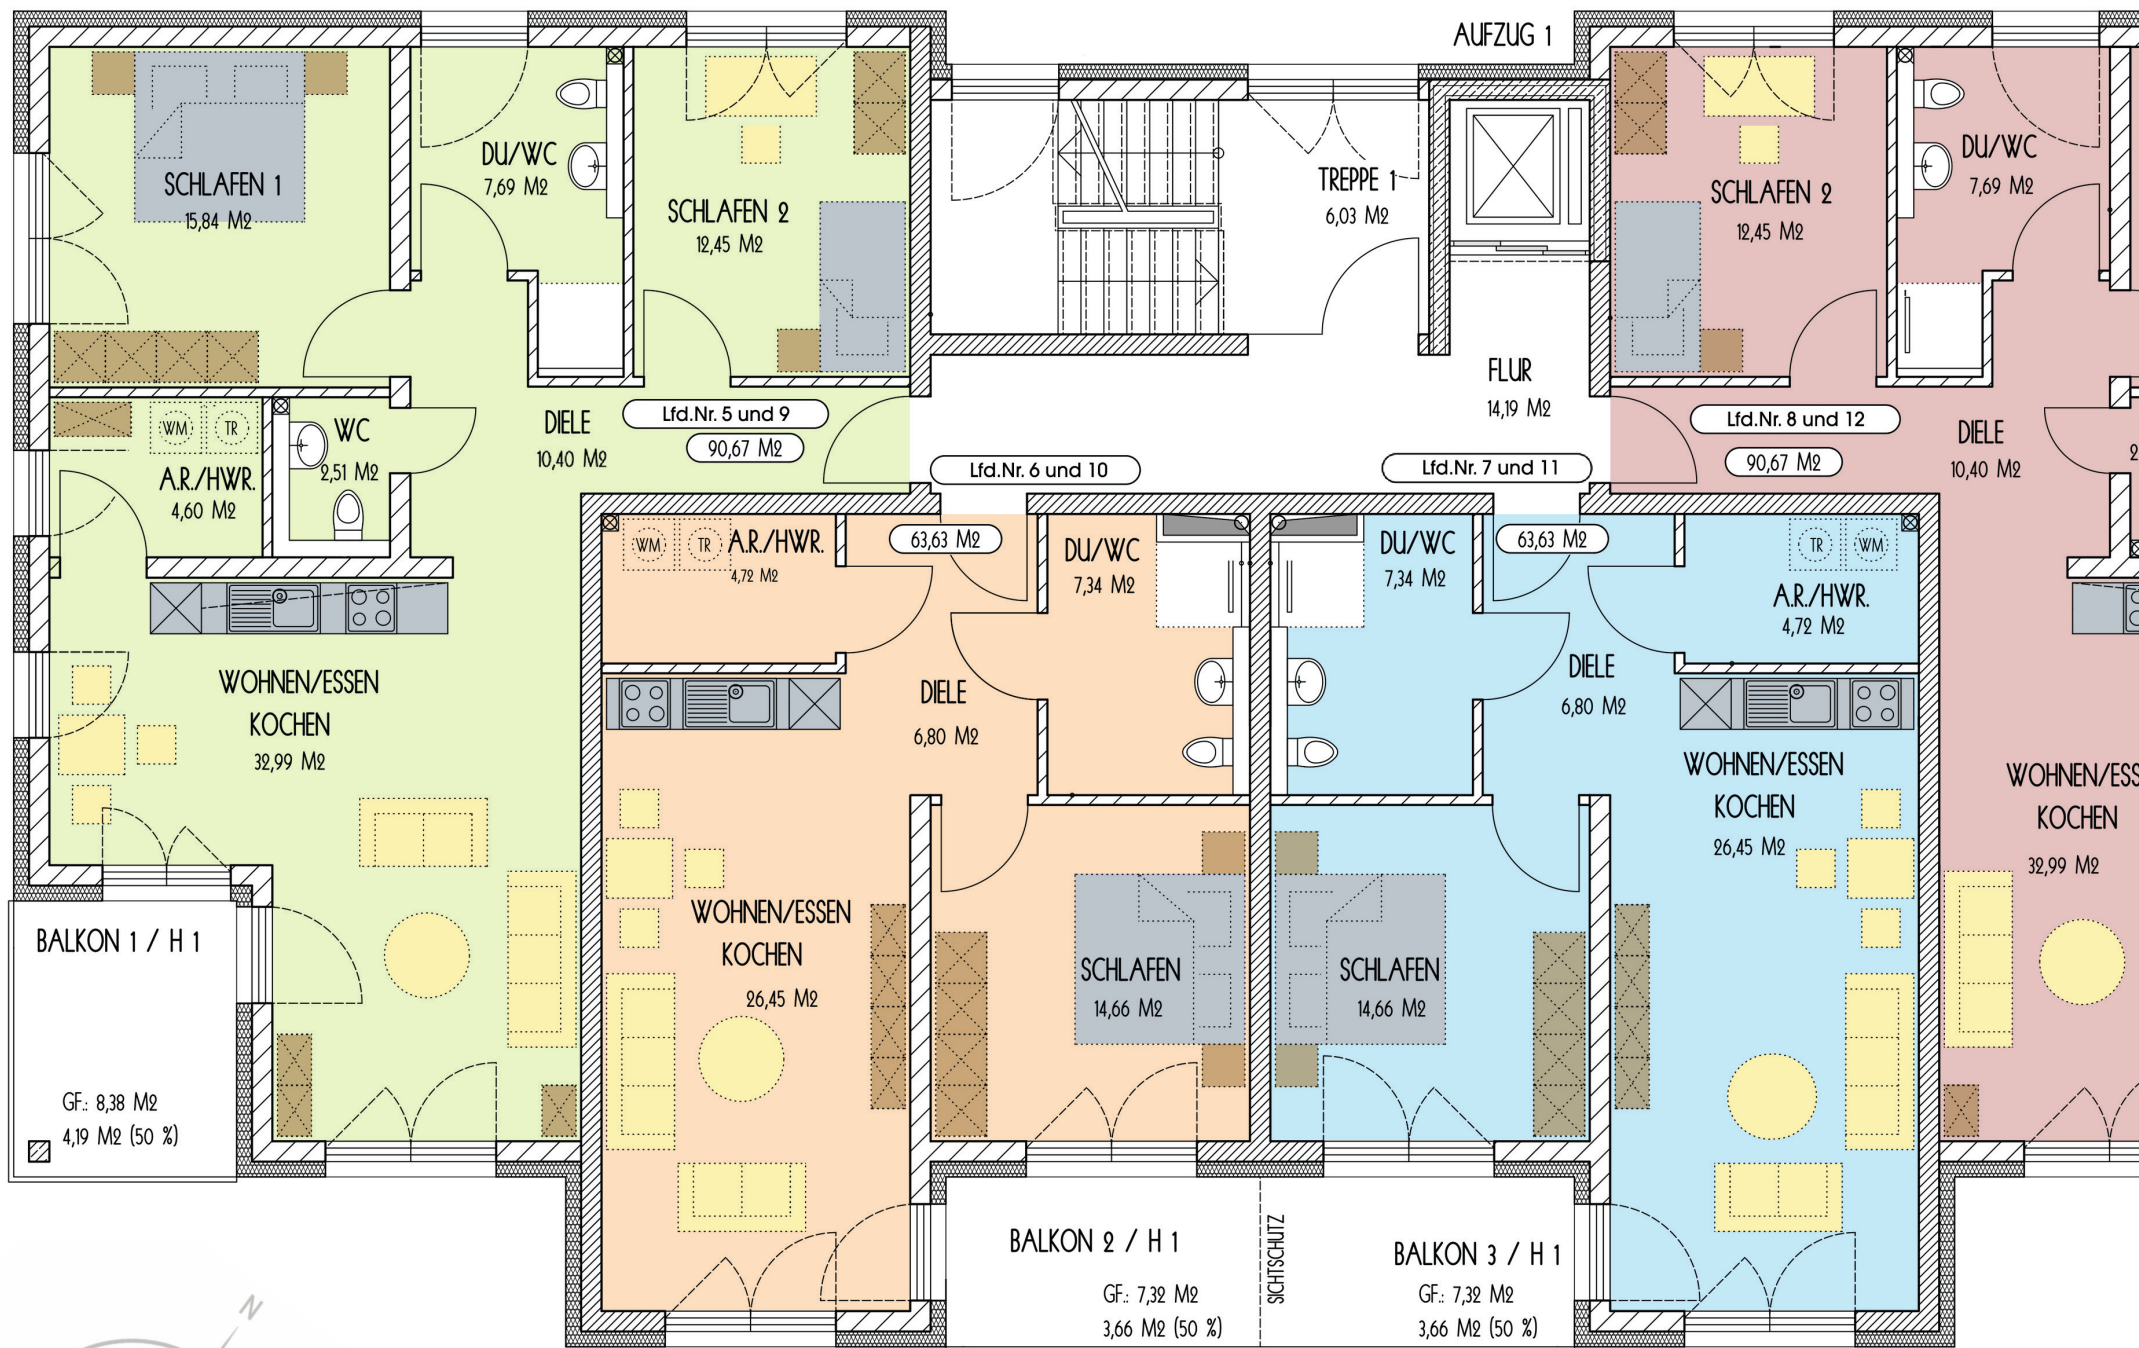 AUFZUG 1
SCHLAFEN 1
15,84 M2
DU/WC
7,69 M2
SCHLAFEN 2
12,45 M2
TREPPE 1
6,03 M2
SCHLAFEN 2
12,45 M2
DU/WC
7,69 M2
FLUR
14,19 M2
WM
TR
A.R./HWR.
4,60 M2
WC
2,51 M2
DIELE
10,40 M2
Lfd.Nr. 5 und 9
90,67 M2
Lfd.Nr. 6 und 10
Lfd.Nr. 7 und 11
Lfd.Nr. 8 und 12
90,67 M2
DIELE
10,40 M2
2
WM
TR
A.R./HWR.
4,72 M2
63,63 M2
DU/WC
7,34 M2
DU/WC
7,34 M2
63,63 M2
TR
WM
A.R./HWR.
4,72 M2
WOHNEN/ESSEN
KOCHEN
32,99 M2
DIELE
6,80 M2
DIELE
6,80 M2
WOHNEN/ESSEN
KOCHEN
26,45 M2
WOHNEN/ESS
KOCHEN
32,99 M2
WOHNEN/ESSEN
KOCHEN
26,45 M2
SCHLAFEN
14,66 M2
SCHLAFEN
14,66 M2
BALKON 1 / H 1
GF.: 8,38 M2
4,19 M2 (50 %)
BALKON 2 / H 1
GF.: 7,32 M2
3,66 M2 (50 %)
SICHTSCHUTZ
BALKON 3 / H 1
GF.: 7,32 M2
3,66 M2 (50 %)
N